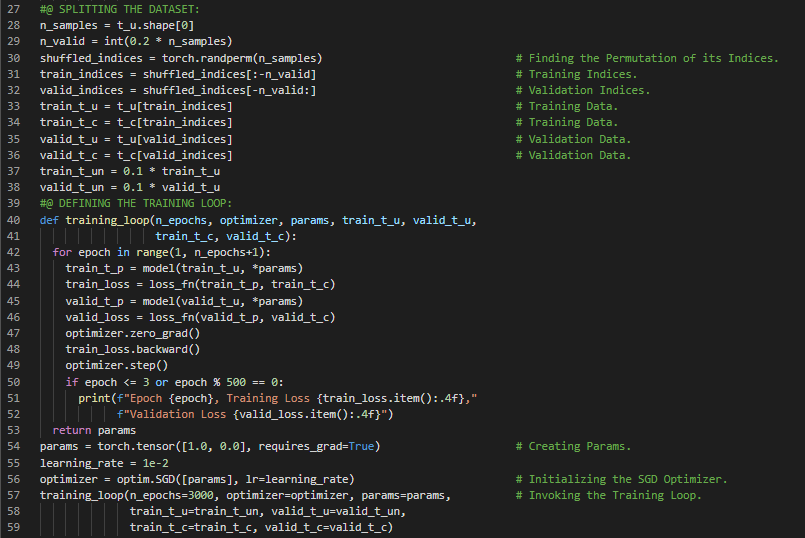 27 #@ SPLITTING THE DATASET:
28 n_samples = t_u.shape[0]
29 n_valid = int(0.2 * n_samples)
30 shuffled_indices = torch.randperm(n_samples) # Finding the Permutation of its Indices.
31 train_indices = shuffled_indices[:-n_valid] # Training Indices.
32 valid_indices = shuffled_indices[-n_valid:] # Validation Indices.
33 train_t_u = t_u[train_indices] # Training Data.
34 train_t_c = t_c[train_indices] # Training Data.
35 valid_t_u = t_u[valid_indices] # Validation Data.
36 valid_t_c = t_c[valid_indices] # Validation Data.
37 train_t_un = 0.1 * train_t_u
38 valid_t_un = 0.1 * valid_t_u
39 #@ DEFINING THE TRAINING LOOP:
40 def training_loop(n_epochs, optimizer, params, train_t_u, valid_t_u,
41 train_t_c, valid_t_c):
42 for epoch in range(1, n_epochs+1):
43 train_t_p = model(train_t_u, *params)
44 train_loss = loss_fn(train_t_p, train_t_c)
45 valid_t_p = model(valid_t_u, *params)
46 valid_loss = loss_fn(valid_t_p, valid_t_c)
47 optimizer.zero_grad()
48 train_loss.backward()
49 optimizer.step()
50 if epoch <= 3 or epoch % 500 == 0:
51 print(f"Epoch {epoch}, Training Loss {train_loss.item():.4f},"
52 f"Validation Loss {valid_loss.item():.4f}")
53 return params
54 params = torch.tensor([1.0, 0.0], requires_grad=True) # Creating Params.
55 learning_rate = 1e-2
56 optimizer = optim.SGD([params], lr=learning_rate) # Initializing the SGD Optimizer.
57 training_loop(n_epochs=3000, optimizer=optimizer, params=params, # Invoking the Training Loop.
58 train_t_u=train_t_un, valid_t_u=valid_t_un,
59 train_t_c=train_t_c, valid_t_c=valid_t_c)